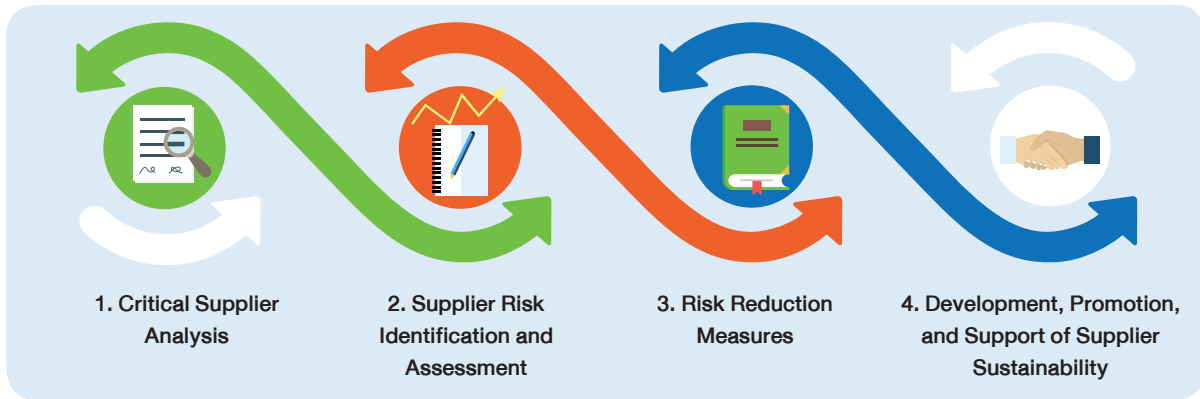 1. Critical Supplier
Analysis
2. Supplier Risk
Identification and
Assessment
3. Risk Reduction
Measures
4. Development, Promotion,
and Support of Supplier
Sustainability